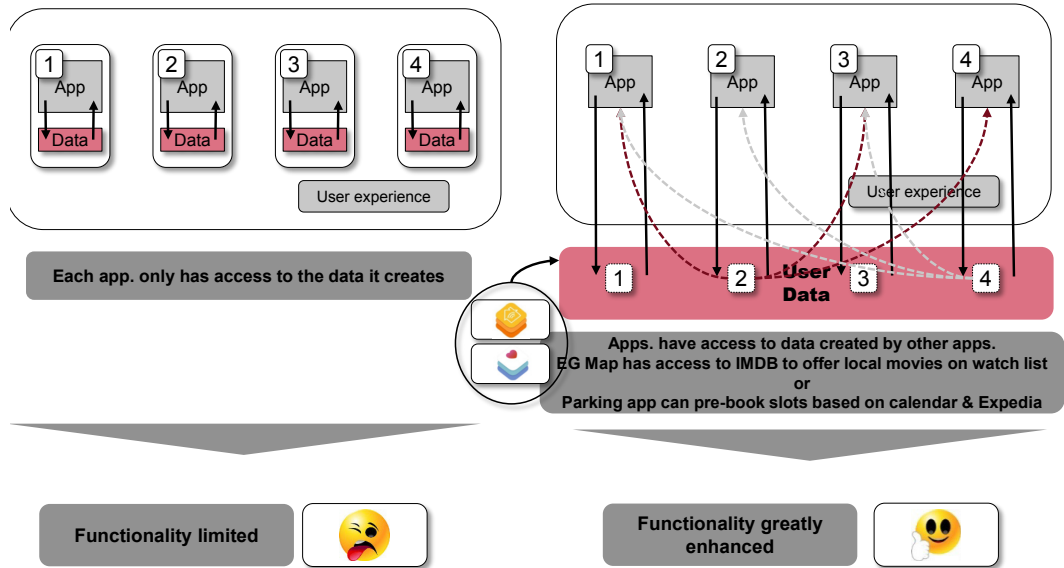 1
App
Data
2
App
Data
3
App
Data
4
App
Data
User experience
Each app. only has access to the data it creates
Functionality limited
1
App
2
App
3
App
4
App
User experience
1
2
3
4
User
Data
Apps. have access to data created by other apps.
EG Map has access to IMDB to offer local movies on watch list
or
Parking app can pre-book slots based on calendar & Expedia
Functionality greatly
enhanced